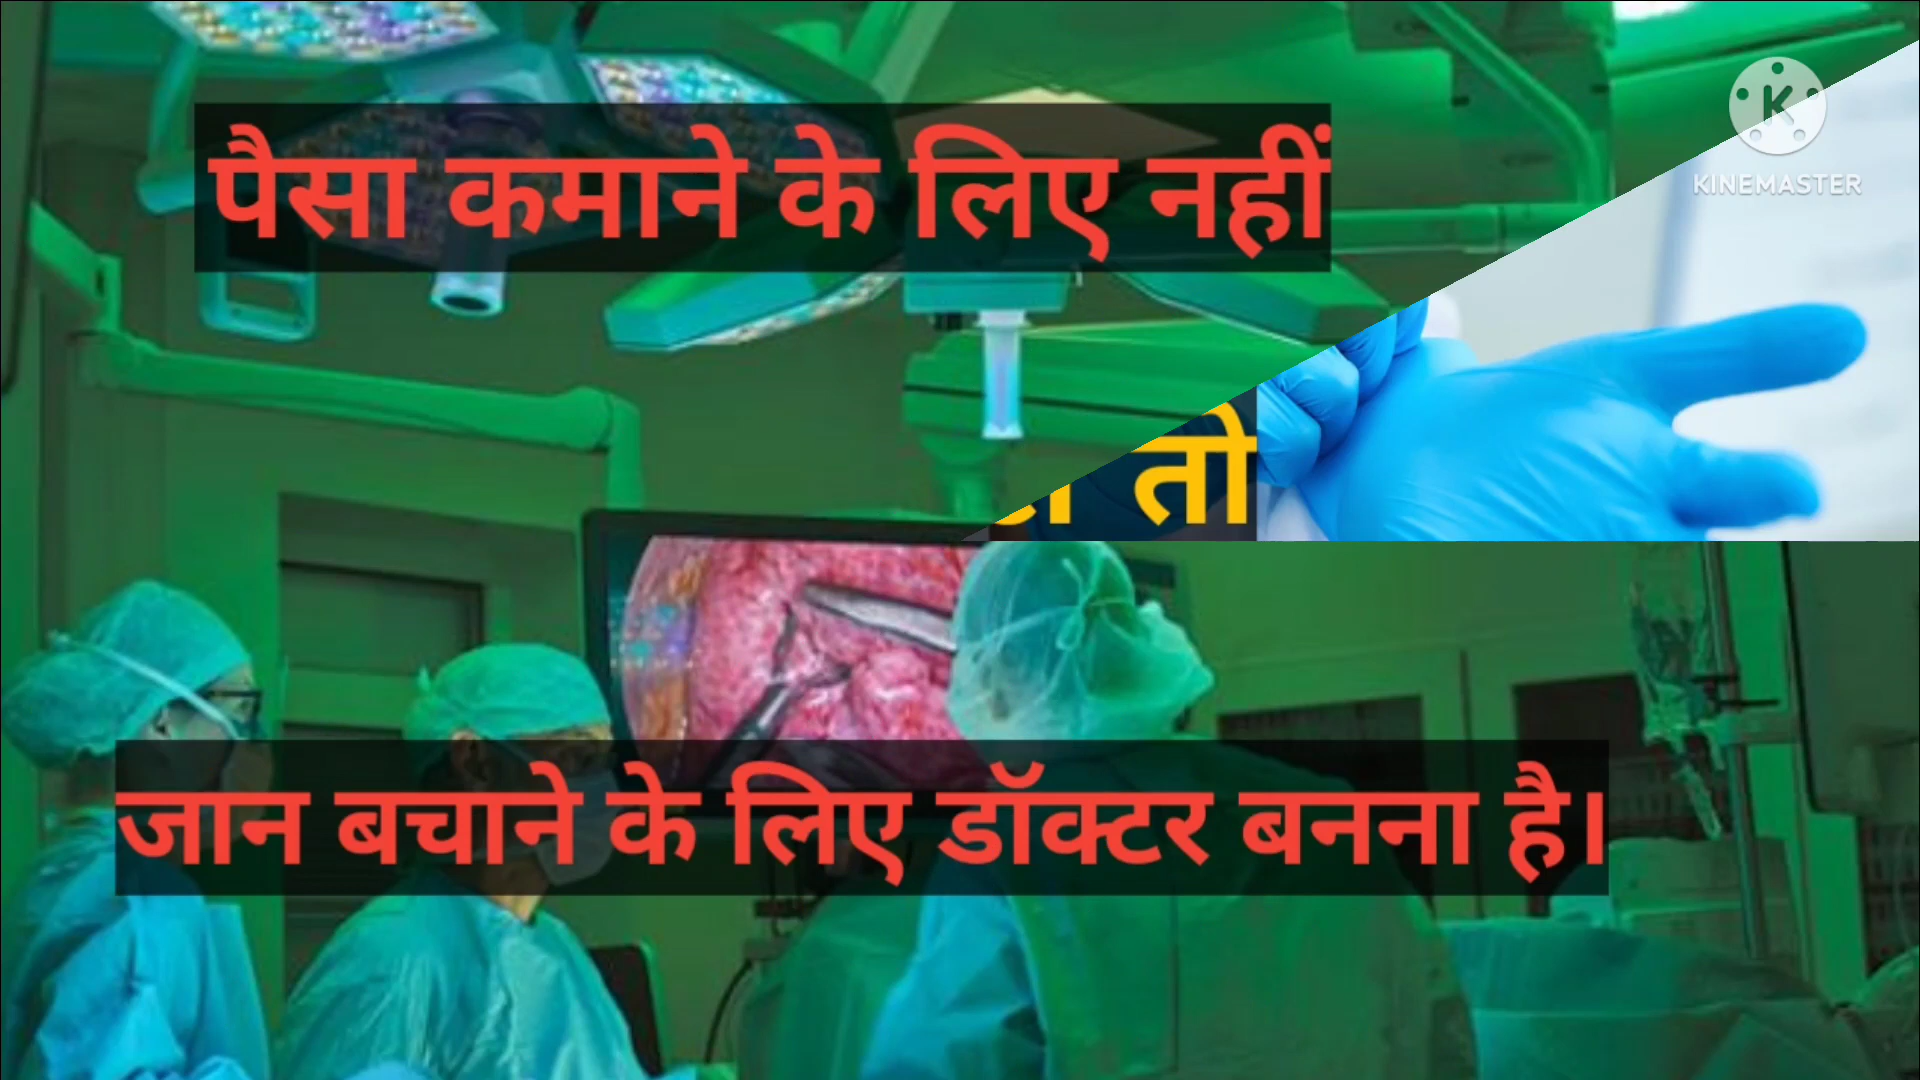 पैसा कमाने के लिए नहीं
KINEMASTER
तो
जान बचाने के लिए डॉक्टर बनना है।